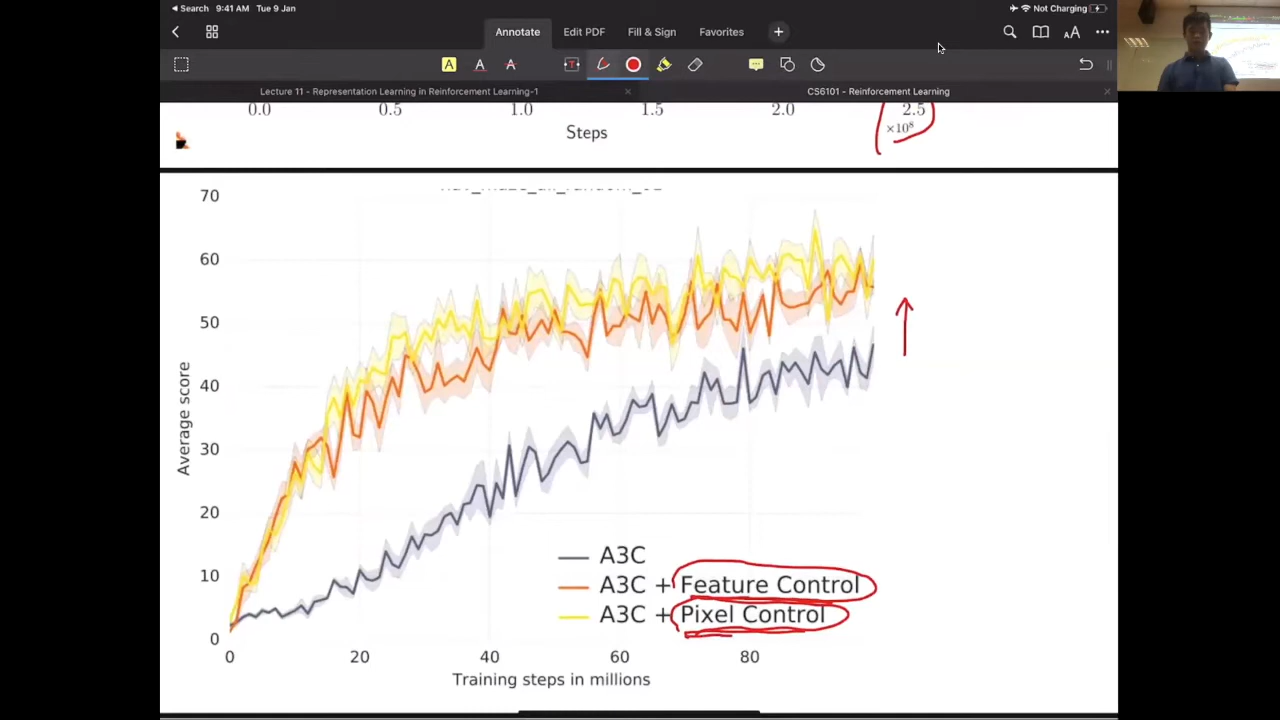 Search 9:41 AM Tue 9 Jan Not Charging
Annotate Edit PDF Fill & Sign Favorites +
A A A T AA
Lecture 11 - Representation Learning in Reinforcement Learning-1 × CS6101 - Reinforcement Learning ×
0.0 0.5 1.0 1.5 2.0 2.5
×10⁸
Steps
70
60
50
40
30
20
10
0
Average score
A3C
A3C + Feature Control
A3C + Pixel Control
0 20 40 60 80
Training steps in millions